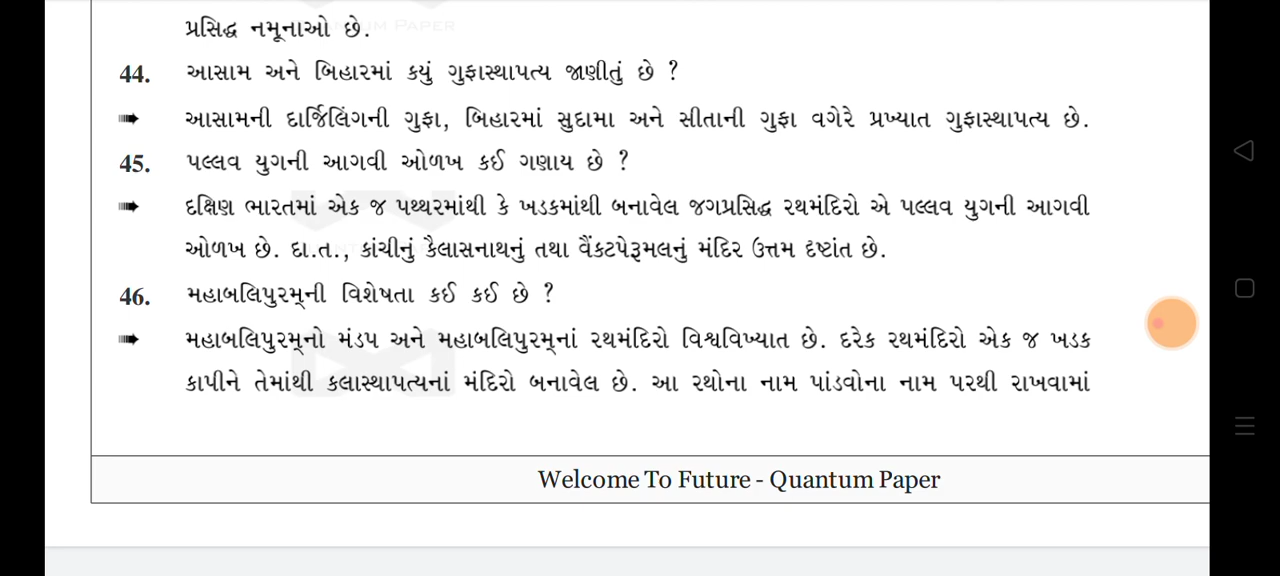 પ્રસિદ્ધ નમૂનાઓ છે.
44. આસામ અને બિહારમાં કયું ગુફાસ્થાપત્ય જાણીતું છે ?
➠ આસામની દાર્જિલિંગની ગુફા, બિહારમાં સુદામા અને સીતાની ગુફા વગેરે પ્રખ્યાત ગુફાસ્થાપત્ય છે.
45. પલ્લવ યુગની આગવી ઓળખ કઈ ગણાય છે ?
➠ દક્ષિણ ભારતમાં એક જ પથ્થરમાંથી કે ખડકમાંથી બનાવેલ જગપ્રસિદ્ધ રથમંદિરો એ પલ્લવ યુગની આગવી
ઓળખ છે. દા.ત., કાંચીનું કૈલાસનાથનું તથા વૈંકટપેરૂમલનું મંદિર ઉત્તમ દૃષ્ટાંત છે.
46. મહાબલિપુરમ્‌ની વિશેષતા કઈ કઈ છે ?
➠ મહાબલિપુરમ્‌નો મંડપ અને મહાબલિપુરમ્‌નાં રથમંદિરો વિશ્વવિખ્યાત છે. દરેક રથમંદિરો એક જ ખડક
કાપીને તેમાંથી કલાસ્થાપત્યનાં મંદિરો બનાવેલ છે. આ રથોના નામ પાંડવોના નામ પરથી રાખવામાં
Welcome To Future - Quantum Paper